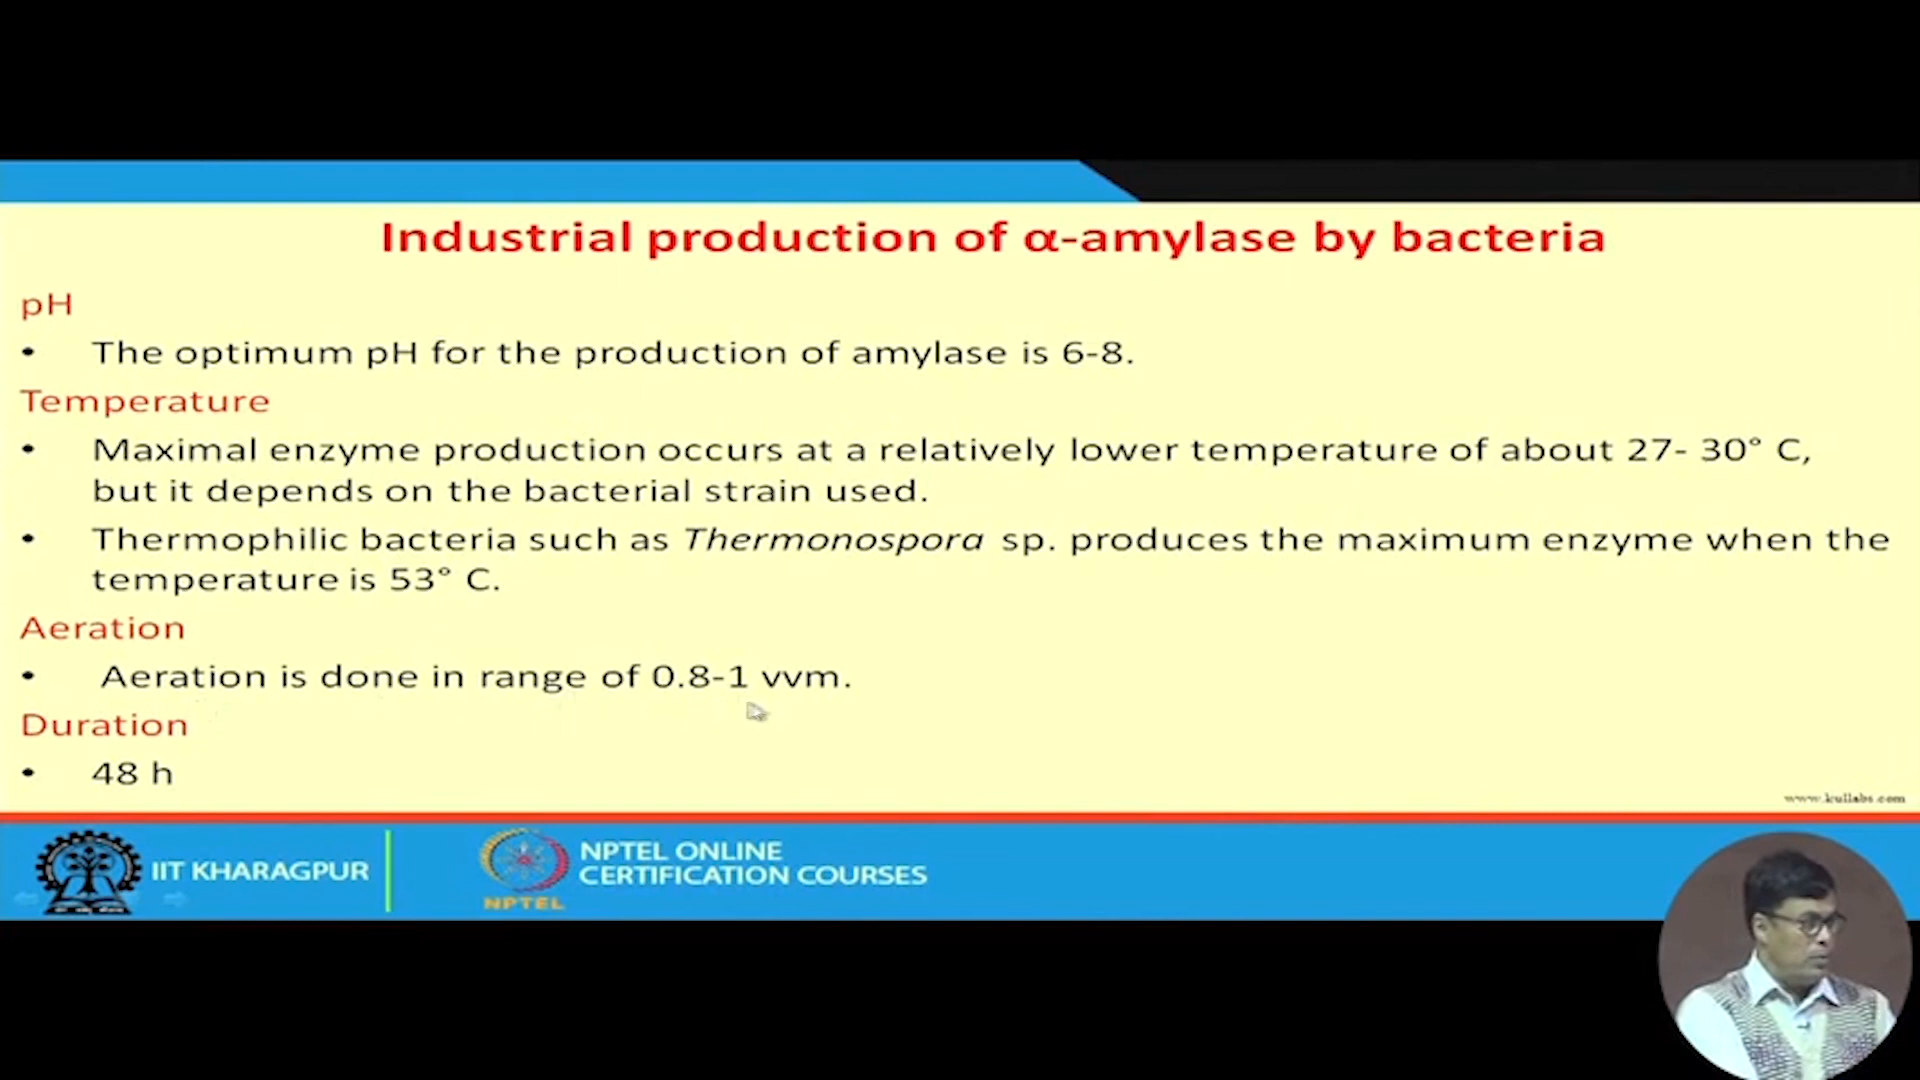 Industrial production of α-amylase by bacteria
pH
• The optimum pH for the production of amylase is 6-8.
Temperature
• Maximal enzyme production occurs at a relatively lower temperature of about 27- 30° C,
but it depends on the bacterial strain used.
• Thermophilic bacteria such as Thermonospora sp. produces the maximum enzyme when the
temperature is 53° C.
Aeration
• Aeration is done in range of 0.8-1 vvm.
Duration
• 48 h
www.kullabs.com
IIT KHARAGPUR
NPTEL
NPTEL ONLINE
CERTIFICATION COURSES